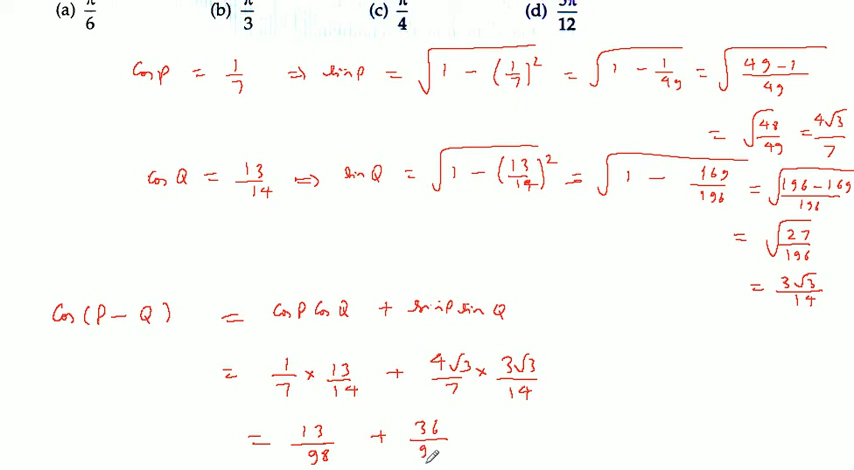 (a) π/6 (b) π/3 (c) π/4 (d) 5π/12
cos P = 1/7 ⇒ sin P = √(1 − (1/7)²) = √(1 − 1/49) = √((49−1)/49)
= √(48/49) = 4√3/7
cos Q = 13/14 ⇒ sin Q = √(1 − (13/14)²) = √(1 − 169/196) = √((196−169)/196)
= √(27/196)
= 3√3/14
Cos(P − Q) = cos P cos Q + sin P sin Q
= 1/7 × 13/14 + 4√3/7 × 3√3/14
= 13/98 + 36/9